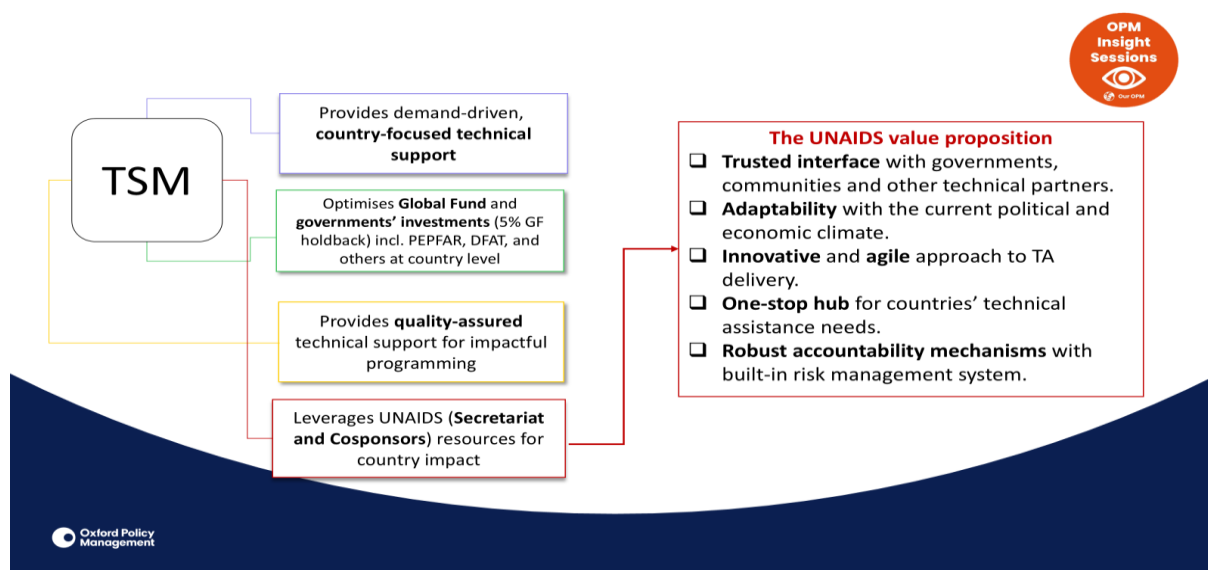 OPM
Insight
Sessions
Our OPM
TSM
Provides demand-driven,
country-focused technical
support
Optimises Global Fund and
governments’ investments (5% GF
holdback) incl. PEPFAR, DFAT, and
others at country level
Provides quality-assured
technical support for impactful
programming
Leverages UNAIDS (Secretariat
and Cosponsors) resources for
country impact
The UNAIDS value proposition
Trusted interface with governments,
communities and other technical partners.
Adaptability with the current political and
economic climate.
Innovative and agile approach to TA
delivery.
One-stop hub for countries’ technical
assistance needs.
Robust accountability mechanisms with
built-in risk management system.
Oxford Policy
Management